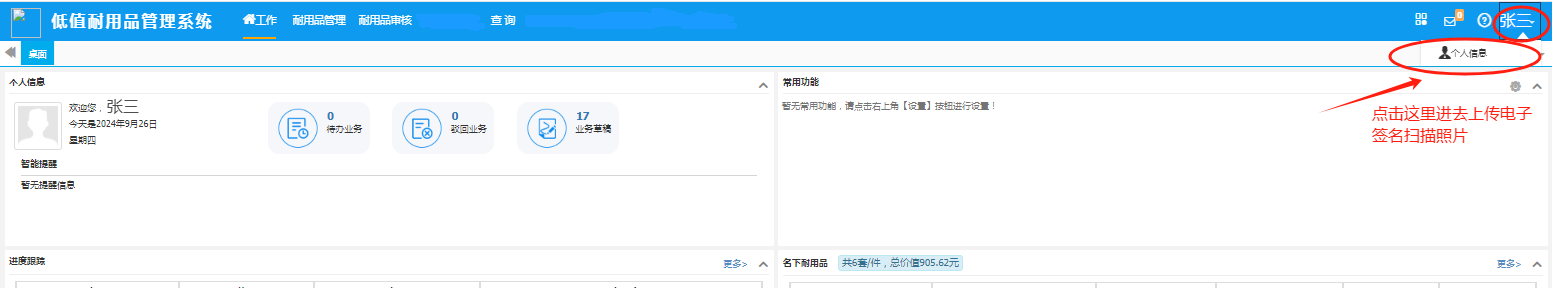 低值耐用品管理系统
工作 耐用品管理 耐用品审核 查 询
0
张三
桌面
个人信息
点击这里进去上传电子
签名扫描照片
个人信息
欢迎您，张三
今天是2024年9月26日
星期四
0
待办业务
0
驳回业务
17
业务草稿
智能提醒
暂无提醒信息
常用功能
暂无常用功能，请点击右上角【设置】按钮进行设置！
进度跟踪
更多>
名下耐用品 共6套/件，总价值905.62元
更多>